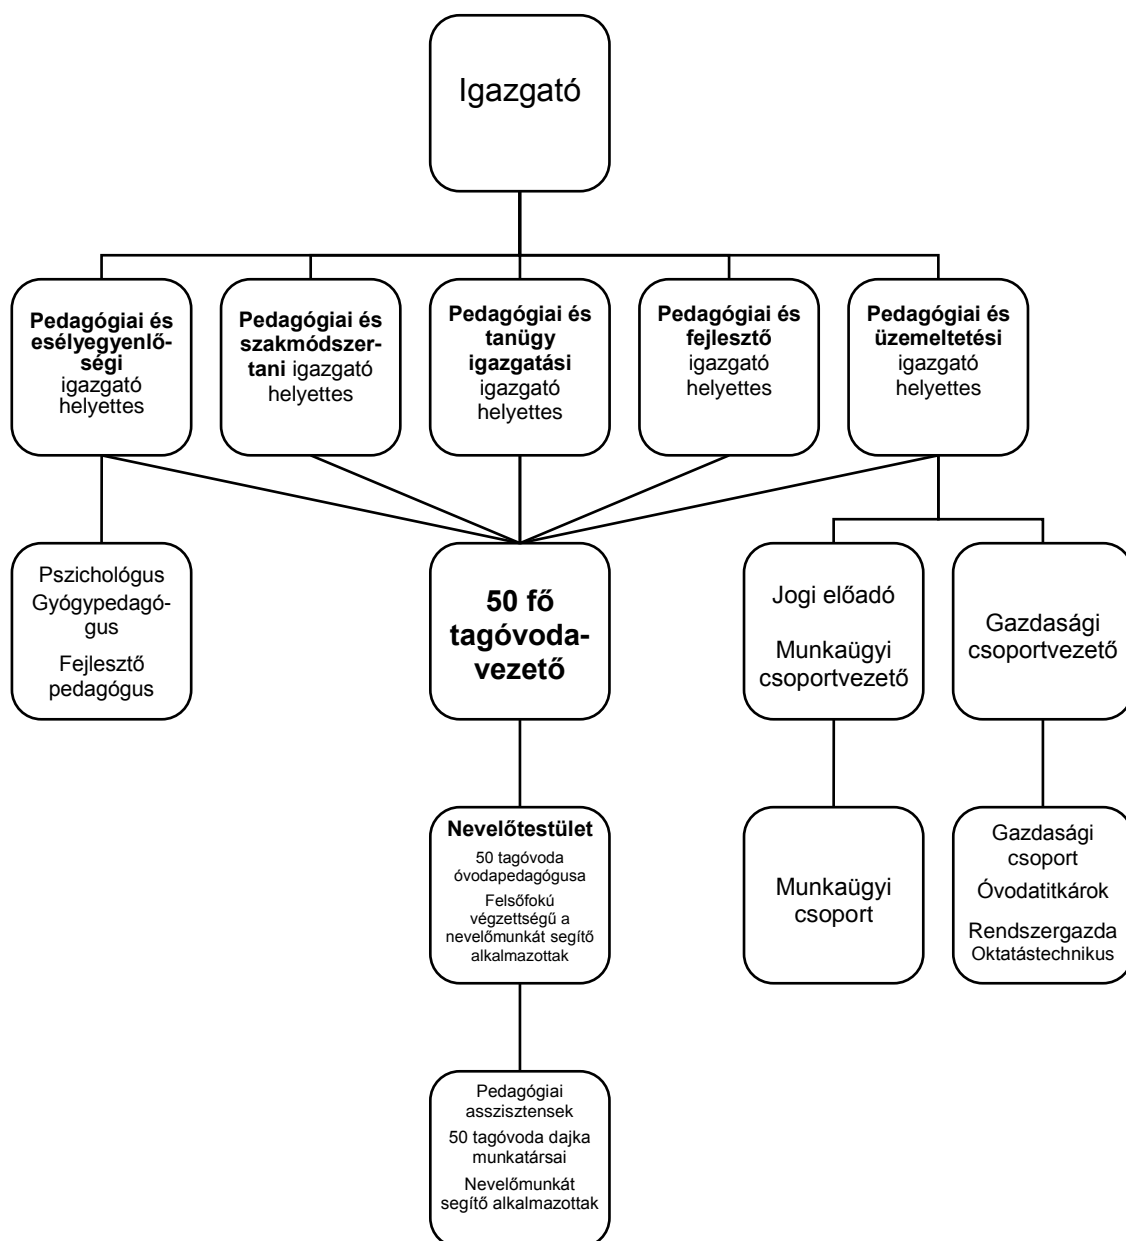 Igazgató
Pedagógiai és
esélyegyenlő-
ségi
igazgató
helyettes
Pedagógiai és
szakmódszer-
tani igazgató
helyettes
Pedagógiai és
tanügy
igazgatási
igazgató
helyettes
Pedagógiai és
fejlesztő
igazgató
helyettes
Pedagógiai és
üzemeltetési
igazgató
helyettes
Pszichológus
Gyógypedagó-
gus
Fejlesztő
pedagógus
50 fő
tagóvoda-
vezető
Jogi előadó
Munkaügyi
csoportvezető
Gazdasági
csoportvezető
Nevelőtestület
50 tagóvoda
óvodapedagógusa
Felsőfokú
végzettségű a
nevelőmunkát segítő
alkalmazottak
Munkaügyi
csoport
Gazdasági
csoport
Óvodatitkárok
Rendszergazda
Oktatástechnikus
Pedagógiai
asszisztensek
50 tagóvoda dajka
munkatársai
Nevelőmunkát
segítő alkalmazottak